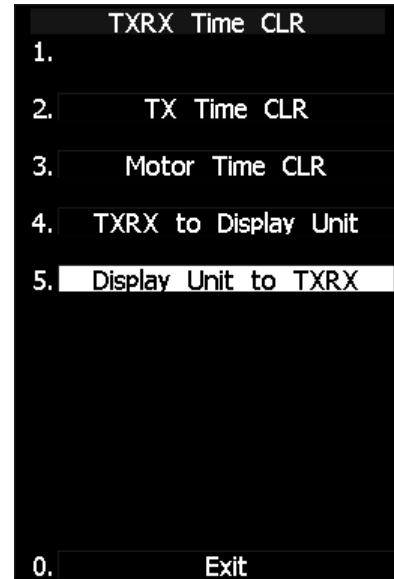 TXRX Time CLR
1.
2. TX Time CLR
3. Motor Time CLR
4. TXRX to Display Unit
5. Display Unit to TXRX
0. Exit